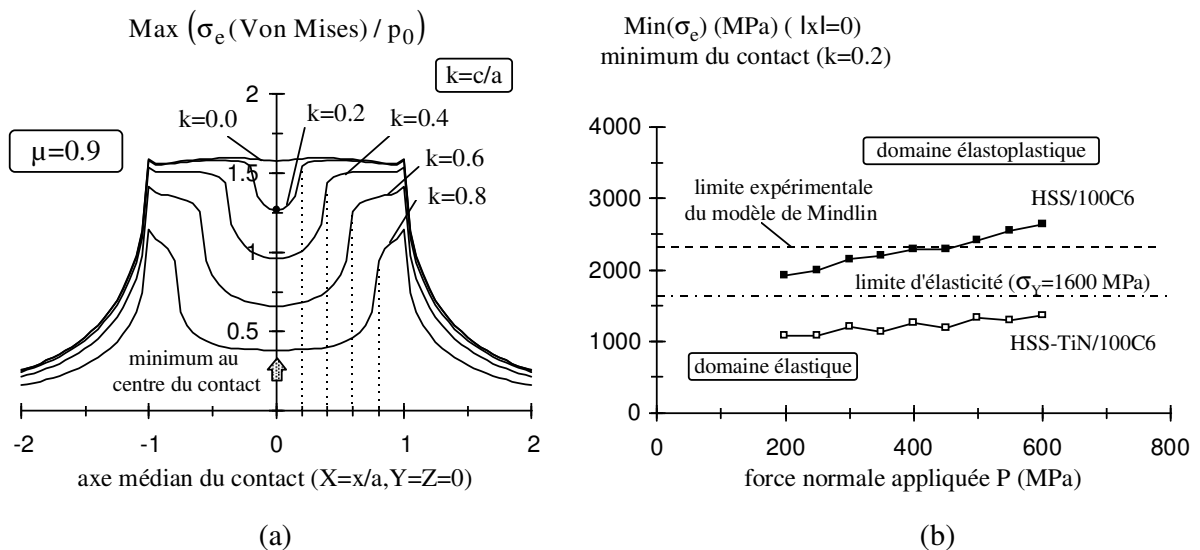 Max (σe (Von Mises) / p0)
k=c/a
μ=0.9
2
1.5
1
0.5
k=0.0
k=0.2
k=0.4
k=0.6
k=0.8
minimum au
centre du contact
-2 -1 0 1 2
axe médian du contact (X=x/a,Y=Z=0)
(a)
Min(σe) (MPa) ( |x|=0)
minimum du contact (k=0.2)
4000
3000
2000
1000
0
domaine élastoplastique
limite expérimentale
du modèle de Mindlin
HSS/100C6
limite d'élasticité (σY=1600 MPa)
HSS-TiN/100C6
domaine élastique
0 200 400 600 800
force normale appliquée P (MPa)
(b)